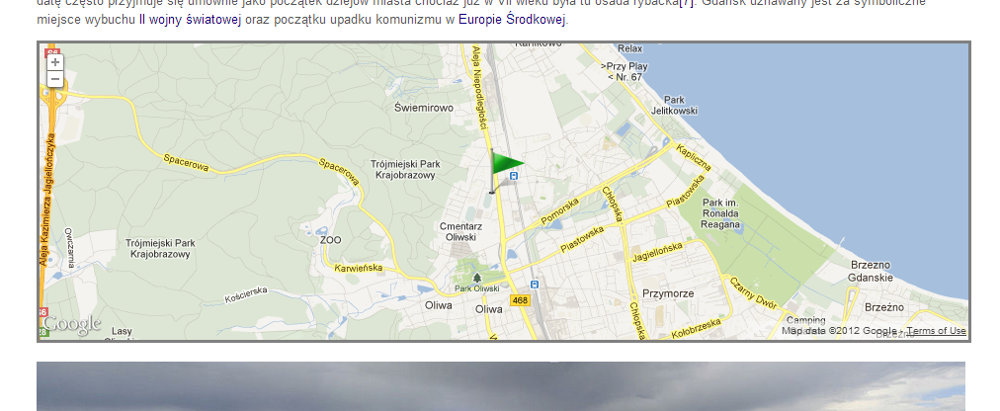 datę często przyjmuje się umownie jako początek dziejów miasta chociaż już w VII wieku była tu osada rybacka[7]. Gdańsk uznawany jest za symboliczne
miejsce wybuchu II wojny światowej oraz początku upadku komunizmu w Europie Środkowej.
S6
+
−
Karlikowo
Relax
>Przy Play
< Nr. 67
Park
Jelitkowski
Aleja Niepodległości
Świemirowo
Spacerowa
Spacerowa
Trójmiejski Park
Krajobrazowy
Kapliczna
Aleja Kazimierza Jagiellończyka
Piastowska
Chłopska
Pomorska
Park im.
Ronalda
Reagana
Cmentarz
Oliwski
Owczarnia
Trójmiejski Park
Krajobrazowy
ZOO
Piastowska
Jagiellońska
Karwieńska
Brzezno
Gdanskie
Park Oliwski
Kościerska
Czarny Dwór
Przymorze
468
Oliwa
Oliwa
Chłopska
Brzeźno
S6
Google
Kołobrzeska
Camping
Lasy
Map data ©2012 Google - Terms of Use